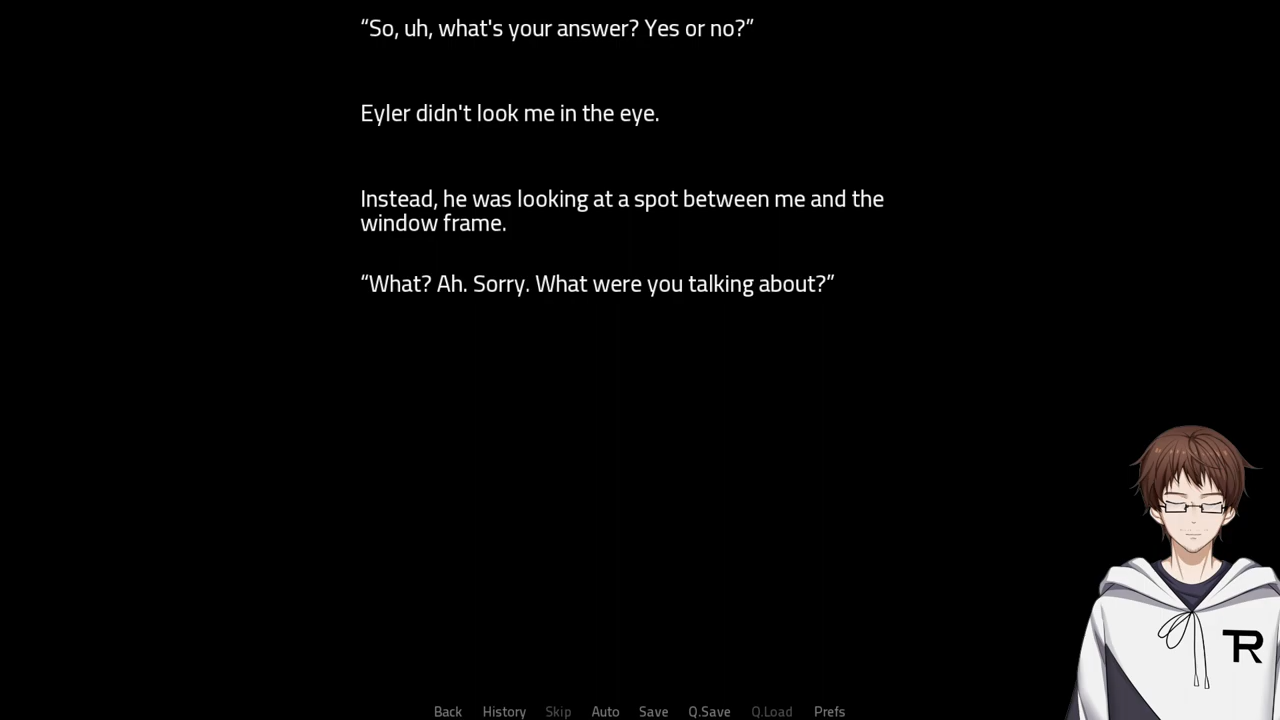 “So, uh, what's your answer? Yes or no?”
Eyler didn't look me in the eye.
Instead, he was looking at a spot between me and the
window frame.
“What? Ah. Sorry. What were you talking about?”
TR
Back History Skip Auto Save Q.Save Q.Load Prefs